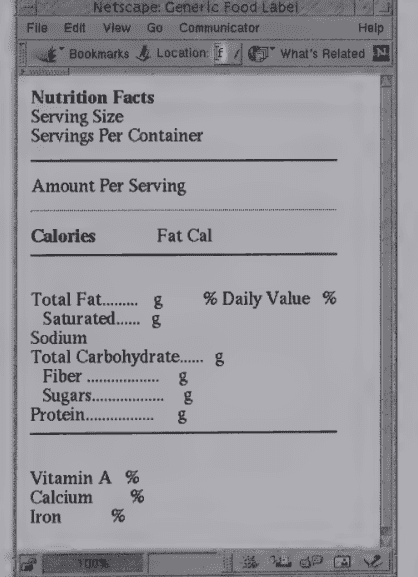 Netscape: Generic Food Label
File Edit View Go Communicator Help
Bookmarks Location: f / What's Related N
Nutrition Facts
Serving Size
Servings Per Container
Amount Per Serving
Calories Fat Cal
Total Fat......... g % Daily Value %
Saturated...... g
Sodium
Total Carbohydrate...... g
Fiber ................... g
Sugars................... g
Protein.................. g
Vitamin A %
Calcium %
Iron %
100%